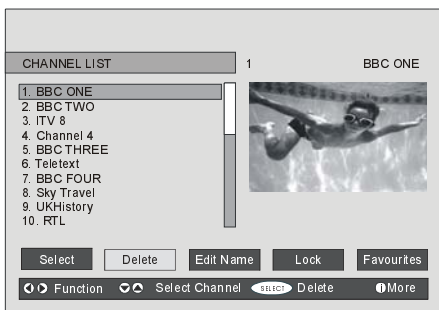 CHANNEL LIST 1 BBC ONE
1. BBC ONE
2. BBC TWO
3. ITV 8
4. Channel 4
5. BBC THREE
6. Teletext
7. BBC FOUR
8. Sky Travel
9. UKHistory
10. RTL
Select Delete Edit Name Lock Favourites
Function Select Channel SELECT Delete i More